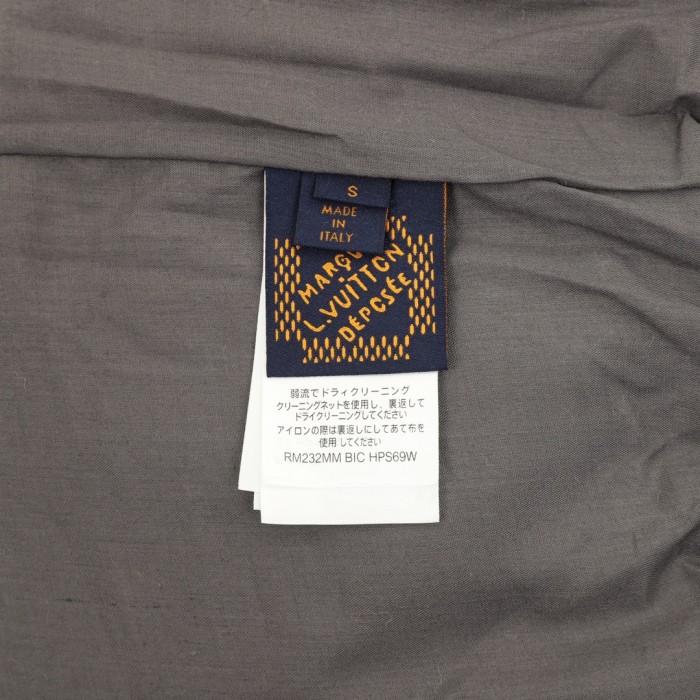 S
MADE
IN
ITALY
MARQU
L.VUITTON
DÉPOSÉE
弱流でドライクリーニング
クリーニングネットを使用し、裏返して
ドライクリーニングしてください
アイロンの際は裏返しにしてあて布を
使用してください
RM232MM BIC HPS69W